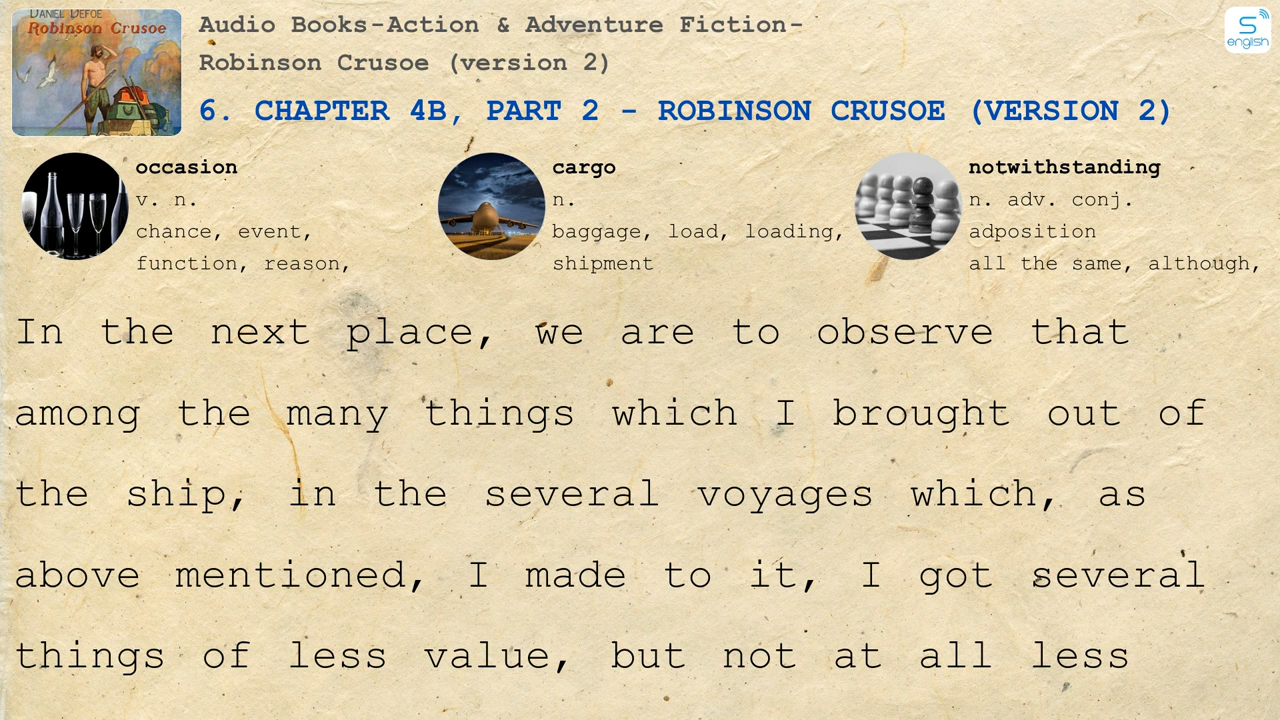 DANIEL DEFOE
Robinson Crusoe
Audio Books-Action & Adventure Fiction-
Robinson Crusoe (version 2)
6. CHAPTER 4B, PART 2 - ROBINSON CRUSOE (VERSION 2)
S
english
occasion
v. n.
chance, event,
function, reason,
cargo
n.
baggage, load, loading,
shipment
notwithstanding
n. adv. conj.
adposition
all the same, although,
In the next place, we are to observe that
among the many things which I brought out of
the ship, in the several voyages which, as
above mentioned, I made to it, I got several
things of less value, but not at all less